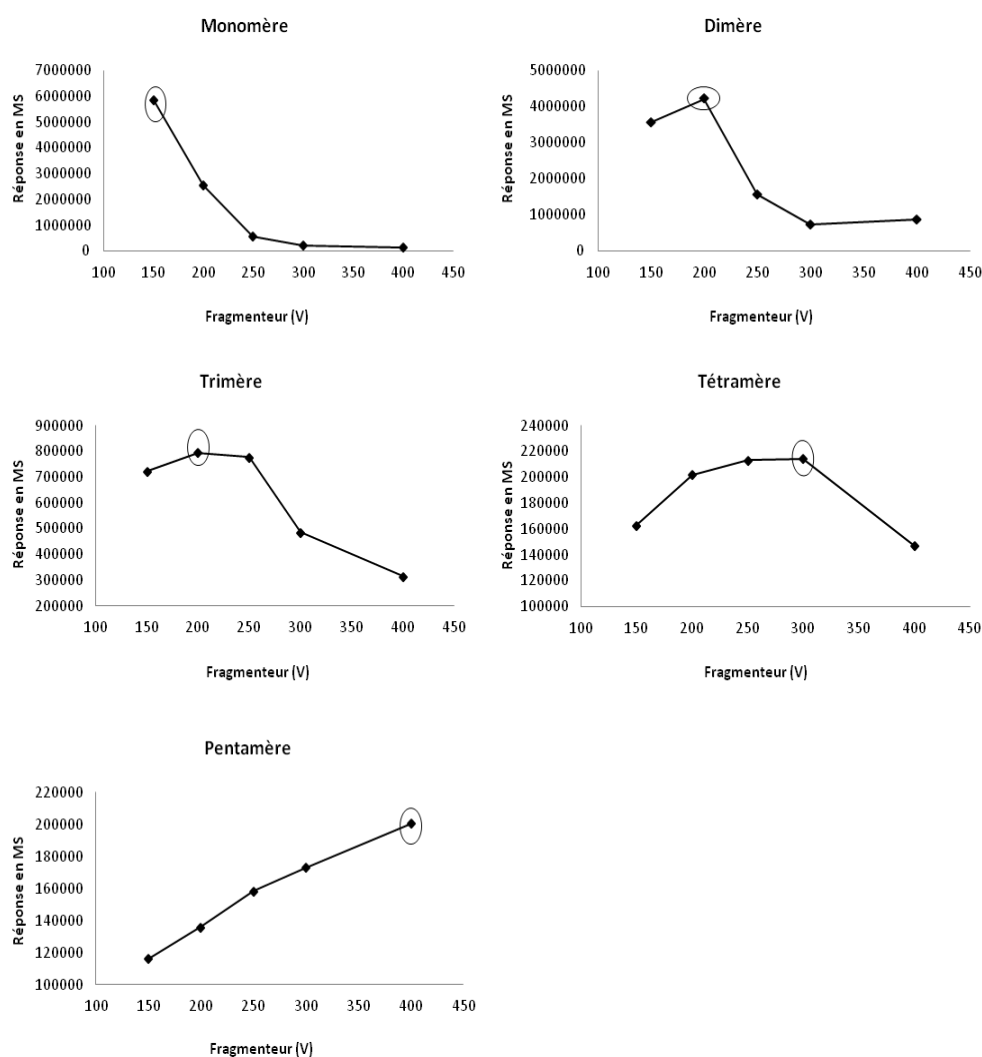 Monomère
Réponse en MS
7000000
6000000
5000000
4000000
3000000
2000000
1000000
0
100 150 200 250 300 350 400 450
Fragmenteur (V)
Dimère
Réponse en MS
5000000
4000000
3000000
2000000
1000000
0
100 150 200 250 300 350 400 450
Fragmenteur (V)
Trimère
Réponse en MS
900000
800000
700000
600000
500000
400000
300000
200000
100 150 200 250 300 350 400 450
Fragmenteur (V)
Tétramère
Réponse en MS
240000
220000
200000
180000
160000
140000
120000
100000
100 150 200 250 300 350 400 450
Fragmenteur (V)
Pentamère
Réponse en MS
220000
200000
180000
160000
140000
120000
100000
100 150 200 250 300 350 400 450
Fragmenteur (V)